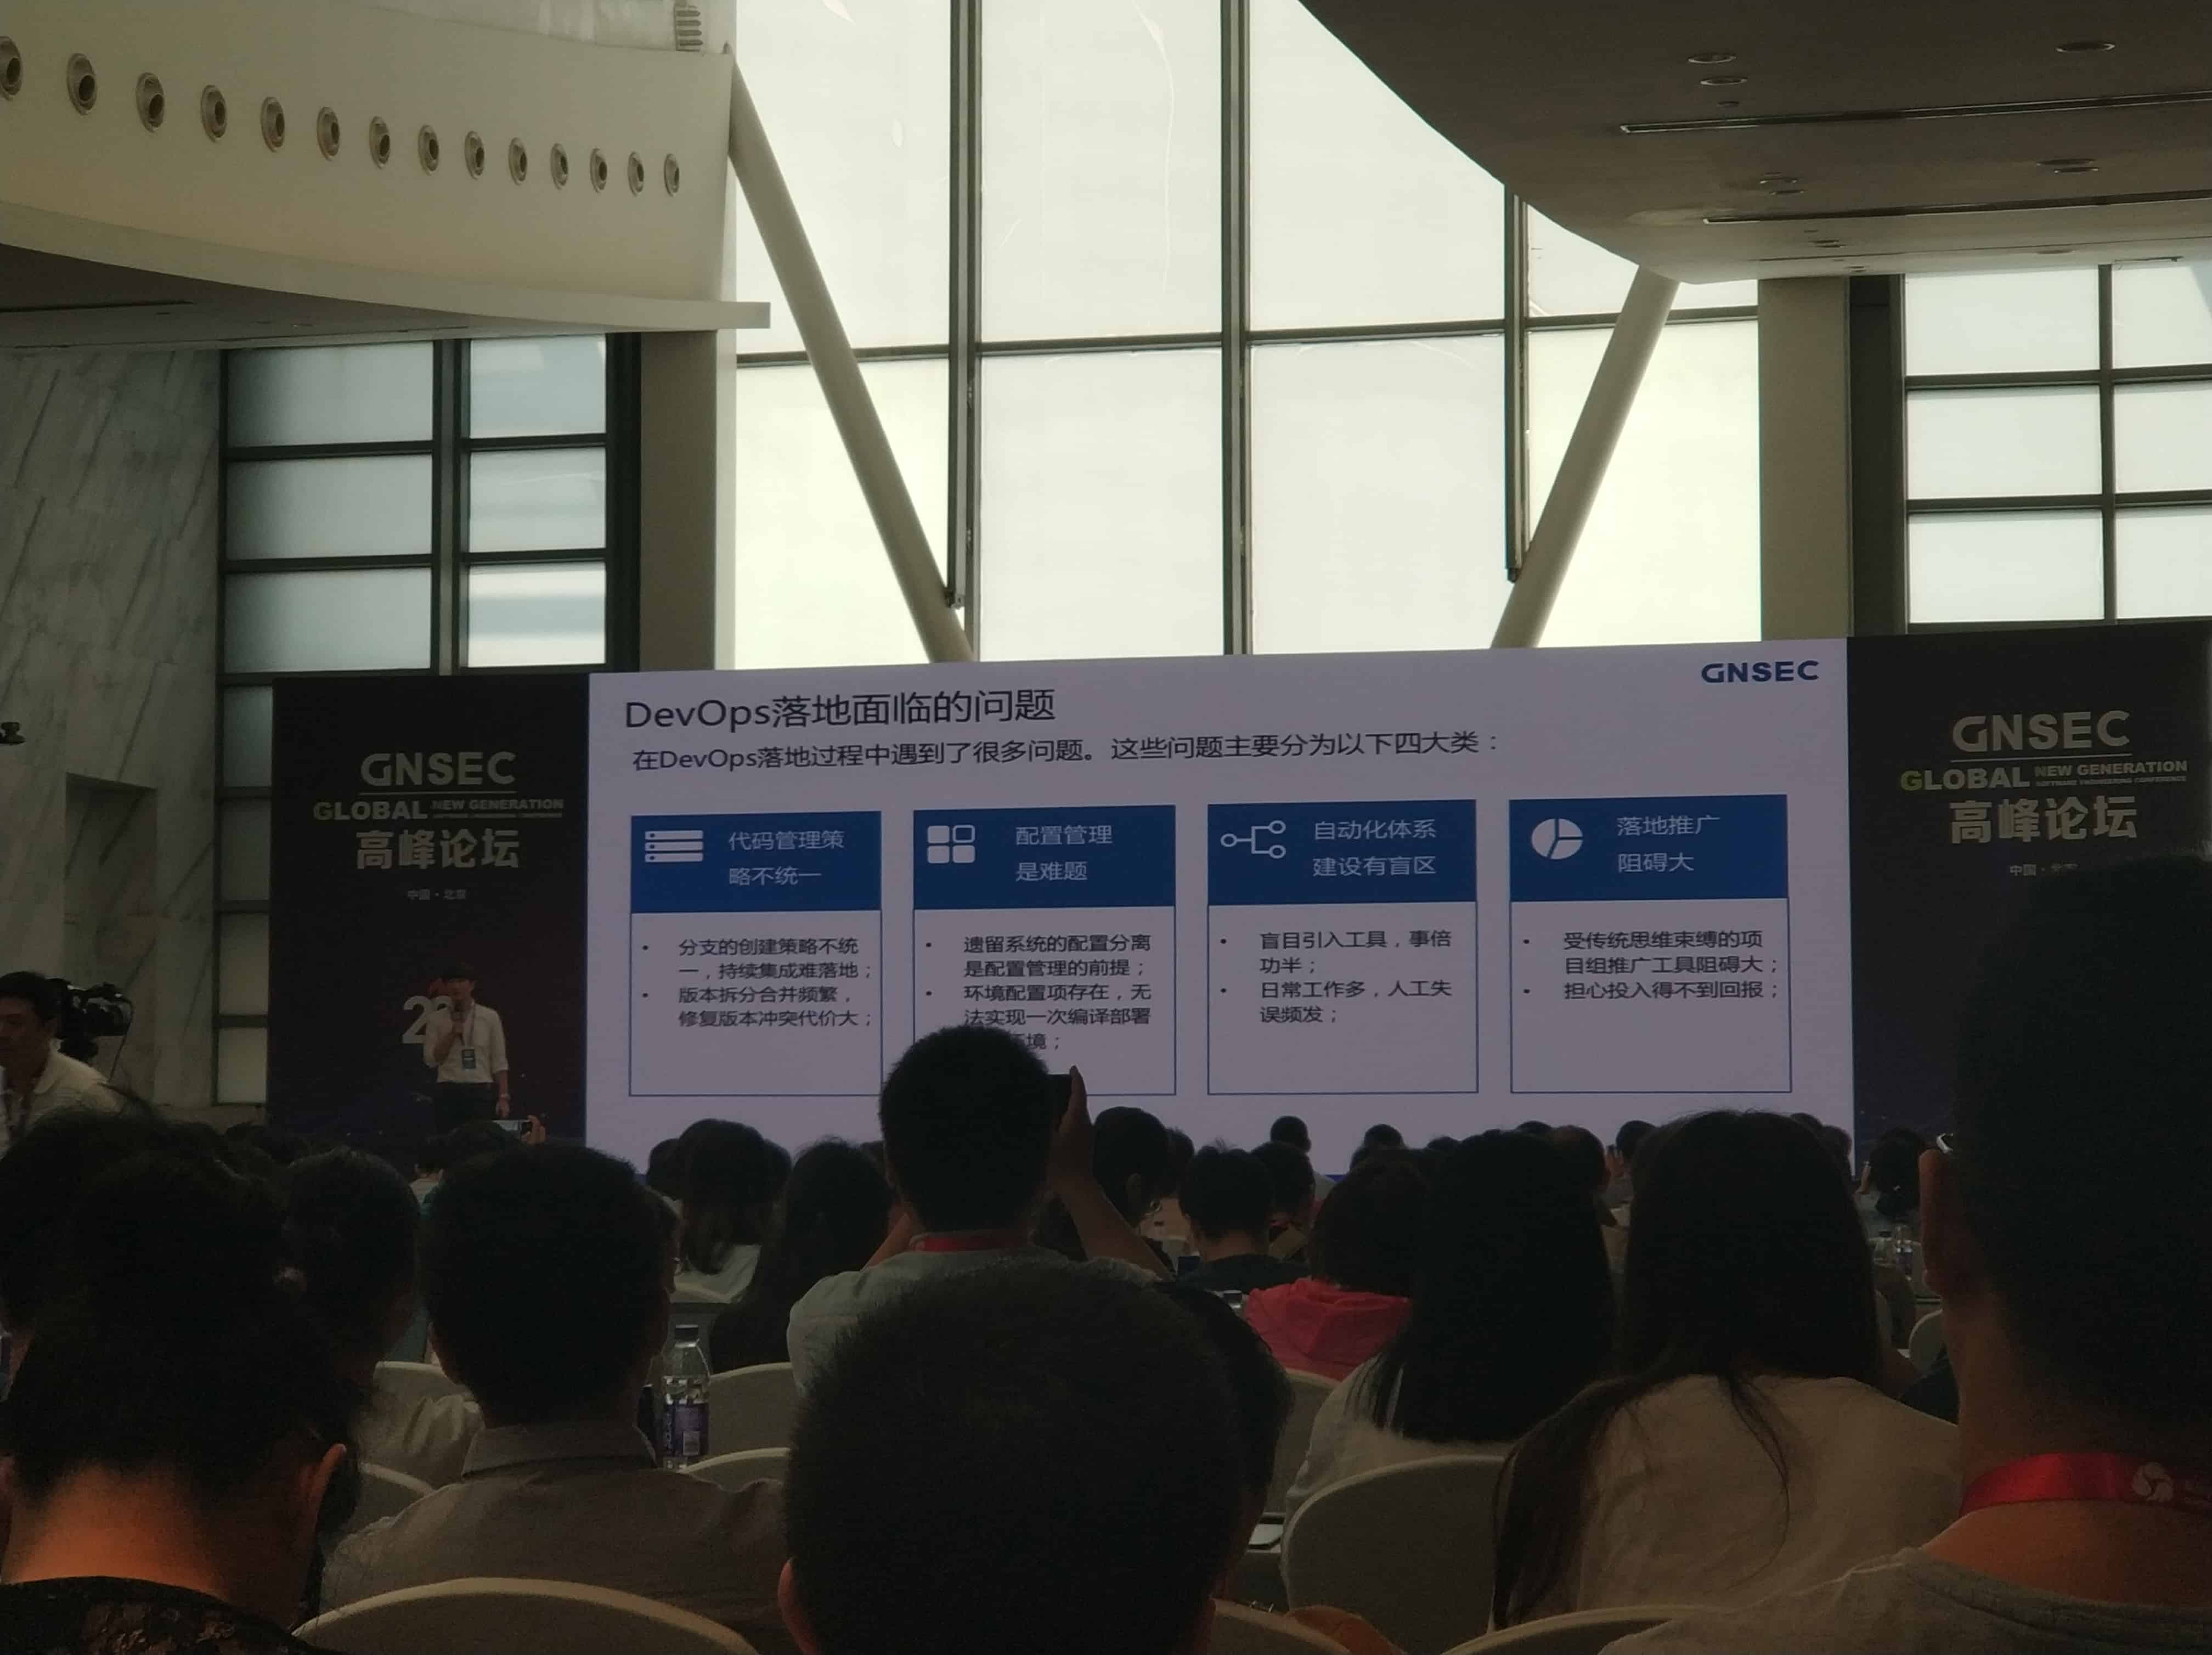 GNSEC
DevOps落地面临的问题
在DevOps落地过程中遇到了很多问题。这些问题主要分为以下四大类：
代码管理策
略不统一
分支的创建策略不统
一，持续集成难落地；
版本拆分合并频繁，
修复版本冲突代价大；
配置管理
是难题
遗留系统的配置分离
是配置管理的前提；
环境配置项存在，无
法实现一次编译部署
境；
自动化体系
建设有盲区
盲目引入工具，事倍
功半；
日常工作多，人工失
误频发；
落地推广
阻碍大
受传统思维束缚的项
目组推广工具阻碍大；
担心投入得不到回报；
GNSEC
GLOBAL NEW GENERATION
SOFTWARE ENGINEERING CONFERENCE
高峰论坛
中国·北京
2
GNSEC
GLOBAL NEW GENERATION
SOFTWARE ENGINEERING CONFERENCE
高峰论坛
中国·北京